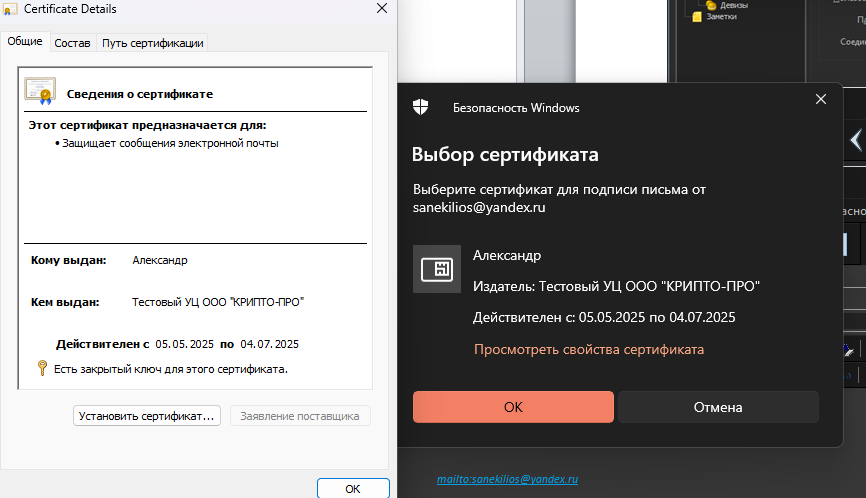 Certificate Details
Общие
Состав
Путь сертификации
Сведения о сертификате
Этот сертификат предназначается для:
• Защищает сообщения электронной почты
Кому выдан: Александр
Кем выдан: Тестовый УЦ ООО "КРИПТО-ПРО"
Действителен с 05.05.2025 по 04.07.2025
Есть закрытый ключ для этого сертификата.
Установить сертификат...
Заявление поставщика
OK
Девизы
Заметки
Соедин
Безопасность Windows
Выбор сертификата
Выберите сертификат для подписи письма от
sanekilios@yandex.ru
Александр
Издатель: Тестовый УЦ ООО "КРИПТО-ПРО"
Действителен с: 05.05.2025 по 04.07.2025
Просмотреть свойства сертификата
OK
Отмена
mailto:sanekilios@yandex.ru